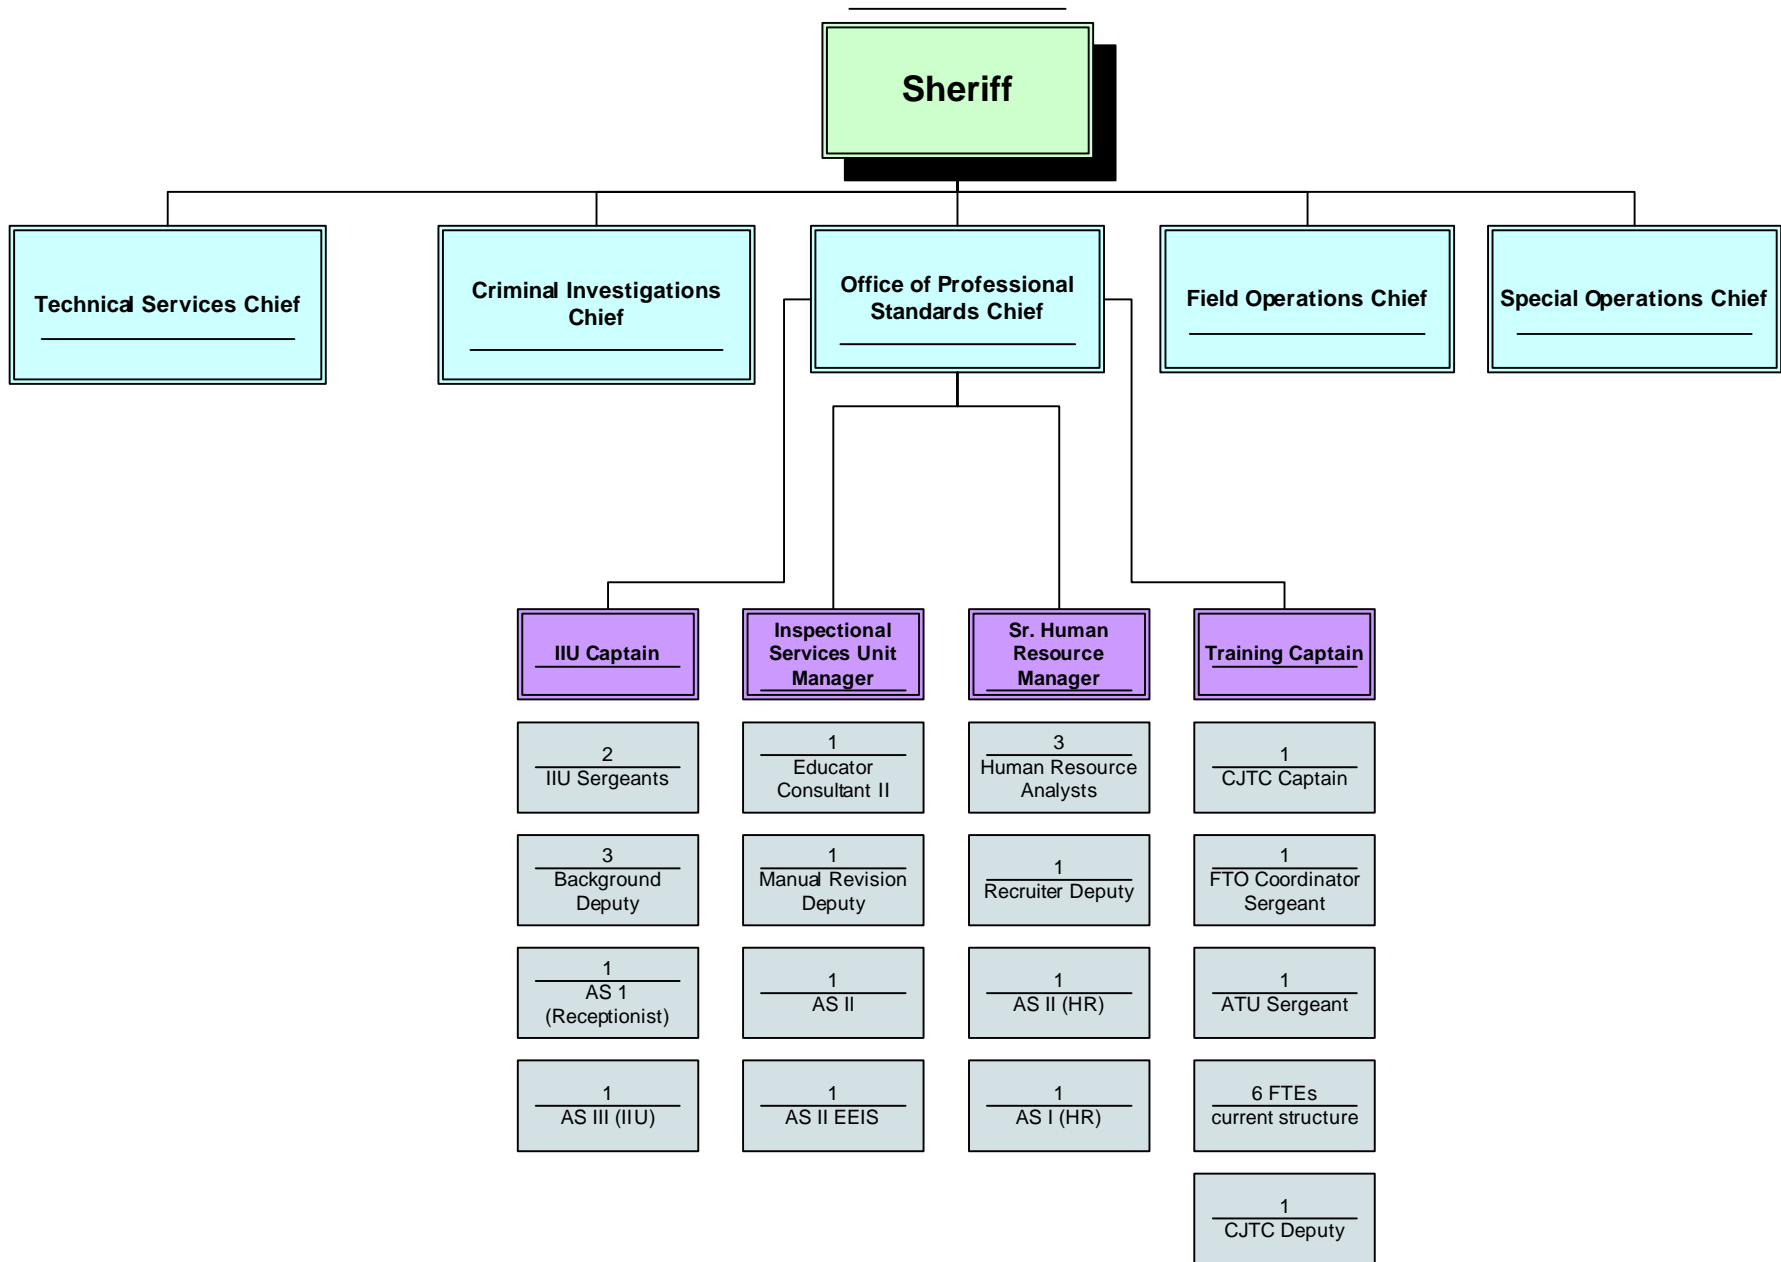 Sheriff
Technical Services Chief
Criminal Investigations
Chief
Office of Professional
Standards Chief
Field Operations Chief
Special Operations Chief
IIU Captain
Inspectional
Services Unit
Manager
Sr. Human
Resource
Manager
Training Captain
2
IIU Sergeants
1
Educator
Consultant II
3
Human Resource
Analysts
1
CJTC Captain
3
Background
Deputy
1
Manual Revision
Deputy
1
Recruiter Deputy
1
FTO Coordinator
Sergeant
1
AS 1
(Receptionist)
1
AS II
1
AS II (HR)
1
ATU Sergeant
1
AS III (IIU)
1
AS II EEIS
1
AS I (HR)
6 FTEs
current structure
1
CJTC Deputy